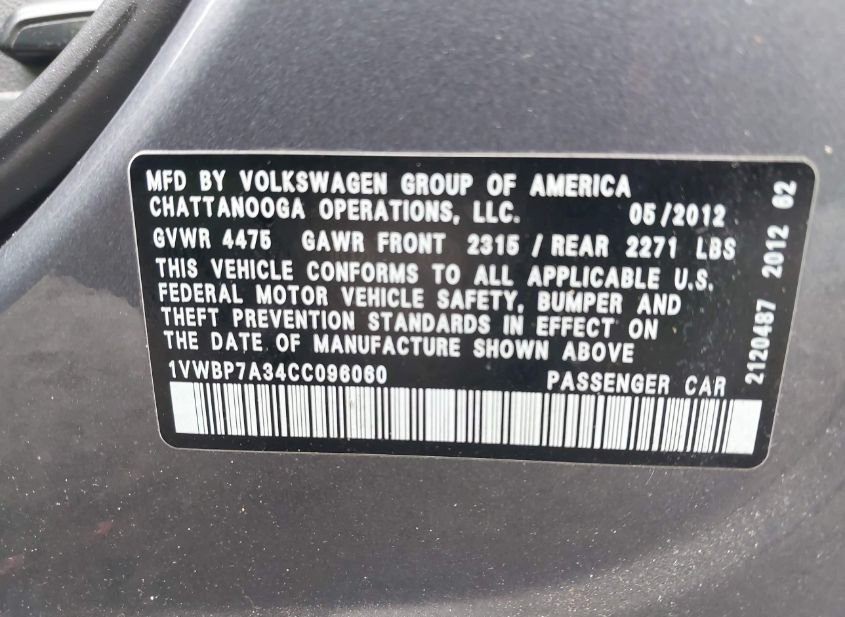 MFD BY VOLKSWAGEN GROUP OF AMERICA
CHATTANOOGA OPERATIONS, LLC. 05/2012
GVWR 4475 GAWR FRONT 2315 / REAR 2271 LBS
THIS VEHICLE CONFORMS TO ALL APPLICABLE U.S.
FEDERAL MOTOR VEHICLE SAFETY, BUMPER AND
THEFT PREVENTION STANDARDS IN EFFECT ON
THE DATE OF MANUFACTURE SHOWN ABOVE
1VWBP7A34CC096060 PASSENGER CAR
2120487 2012 62